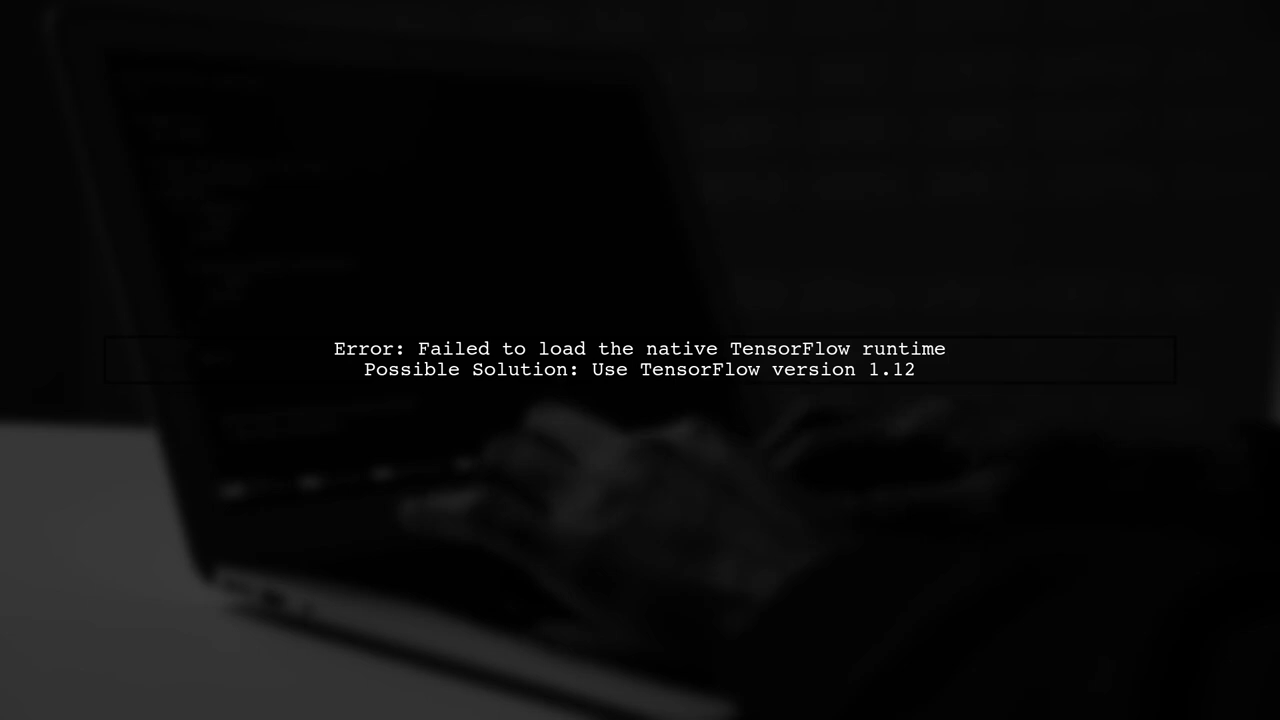 Error: Failed to load the native TensorFlow runtime
Possible Solution: Use TensorFlow version 1.12